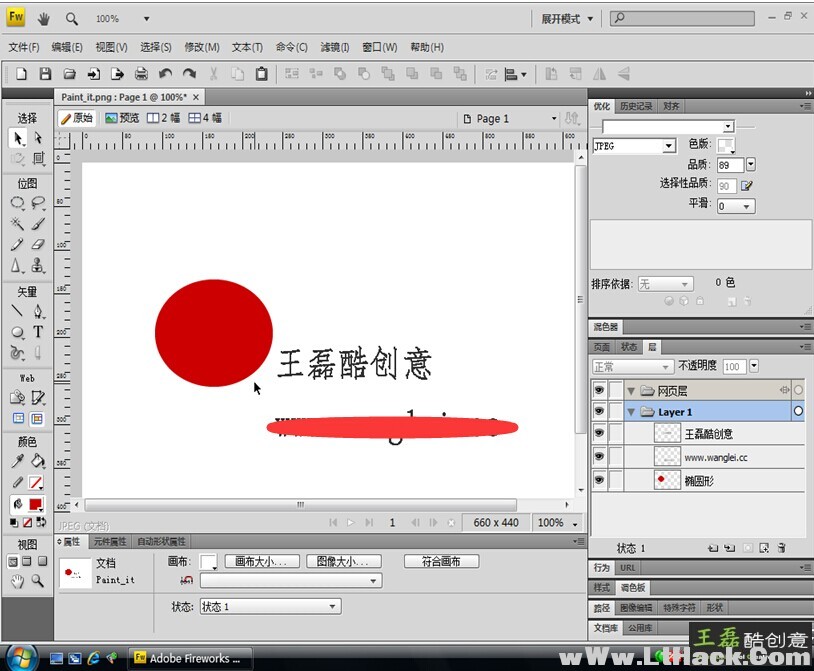 Fw 100% 展开模式
文件(F) 编辑(E) 视图(V) 选择(S) 修改(M) 文本(T) 命令(C) 滤镜(I) 窗口(W) 帮助(H)
Paint_it.png : Page 1 @ 100%* ×
原始 预览 2 幅 4 幅 Page 1
选择
位图
矢量
Web
颜色
视图
王磊酷创意
优化 历史记录 对齐
JPEG 色版:
品质: 89
选择性品质: 90
平滑: 0
排序依据: 无 0 色
混色器
页面 状态 层
正常 不透明度 100
网页层
Layer 1
王磊酷创意
www.wanglei.cc
椭圆形
状态 1
行为 URL
样式 调色板
路径 图像编辑 特殊字符 形状
文档库 公用库
JPEG (文档) 1 660 x 440 100%
属性 元件属性 自动形状属性
文档 画布: 画布大小... 图像大小... 符合画布
Paint_it
状态: 状态 1
Adobe Fireworks ...
王磊 酷创意
wWw.LtHack.Com